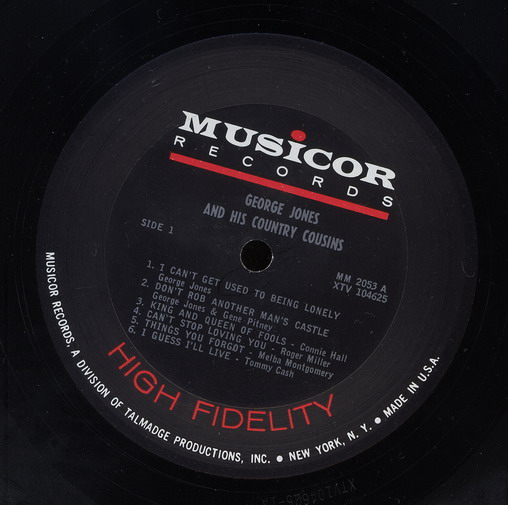 MUSICOR
RECORDS
GEORGE JONES
AND HIS COUNTRY COUSINS
SIDE 1
MM 2053 A
XTV 104625
1. I CAN'T GET USED TO BEING LONELY
George Jones
2. DON'T ROB ANOTHER MAN'S CASTLE
George Jones & Gene Pitney
3. KING AND QUEEN OF FOOLS - Connie Hall
4. CAN'T STOP LOVING YOU - Roger Miller
5. THINGS YOU FORGOT - Melba Montgomery
6. I GUESS I'LL LIVE - Tommy Cash
HIGH FIDELITY
MUSICOR RECORDS, A DIVISION OF TALMADGE PRODUCTIONS, INC. ● NEW YORK, N. Y. ● MADE IN U.S.A.